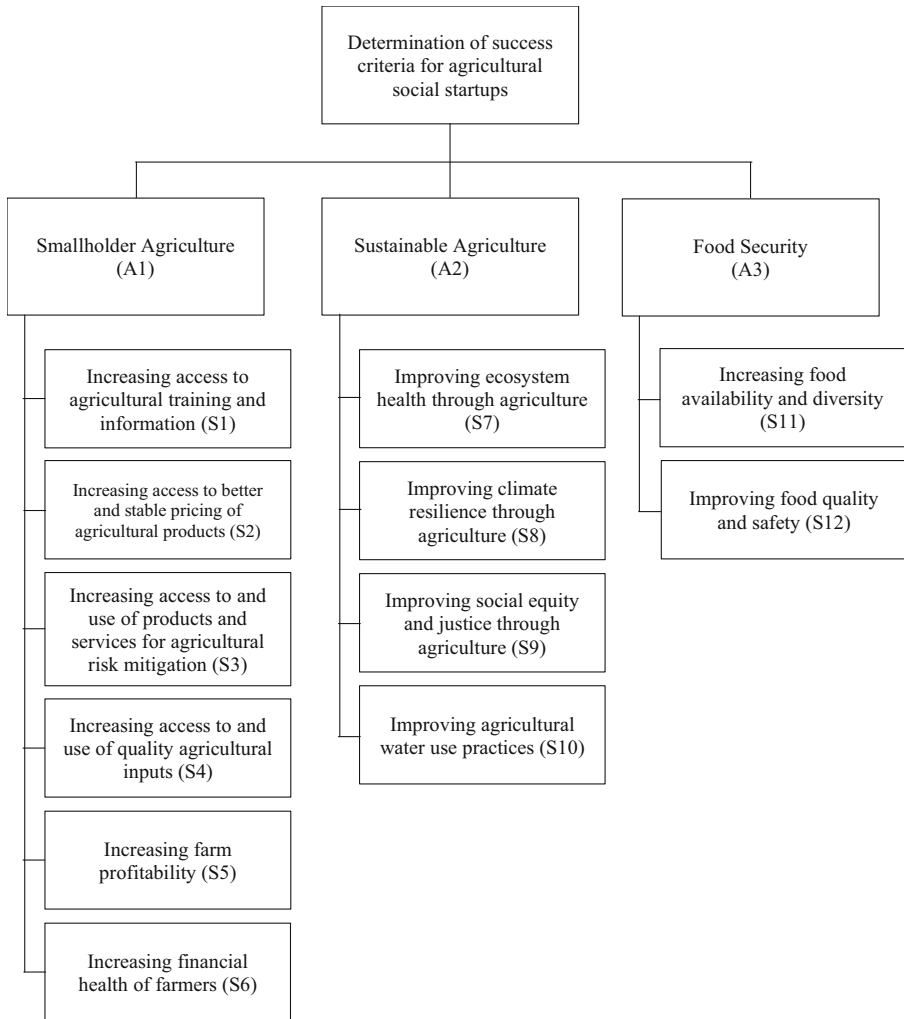 Determination of success
criteria for agricultural
social startups
Smallholder Agriculture
(A1)
Sustainable Agriculture
(A2)
Food Security
(A3)
Increasing access to
agricultural training and
information (S1)
Increasing access to better
and stable pricing of
agricultural products (S2)
Increasing access to and
use of products and
services for agricultural
risk mitigation (S3)
Increasing access to and
use of quality agricultural
inputs (S4)
Increasing farm
profitability (S5)
Increasing financial
health of farmers (S6)
Improving ecosystem
health through agriculture
(S7)
Improving climate
resilience through
agriculture (S8)
Improving social equity
and justice through
agriculture (S9)
Improving agricultural
water use practices (S10)
Increasing food
availability and diversity
(S11)
Improving food quality
and safety (S12)